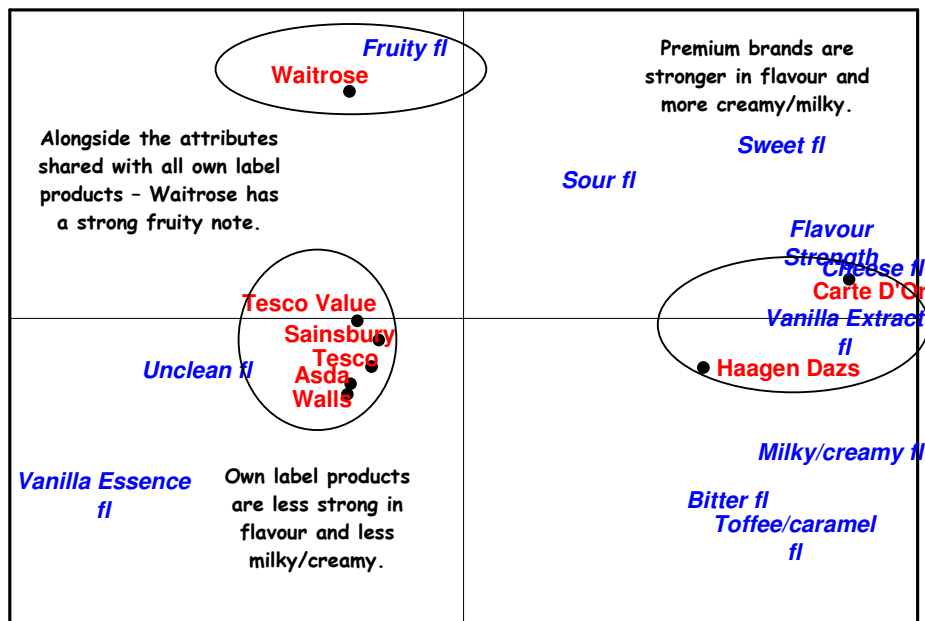 Fruity fl
Waitrose
Premium brands are
stronger in flavour and
more creamy/milky.
Alongside the attributes
shared with all own label
products – Waitrose has
a strong fruity note.
Sweet fl
Sour fl
Flavour
Strength
Cheese fl
Carte D'Or
Vanilla Extract
fl
Haagen Dazs
Tesco Value
Sainsbury
Tesco
Asda
Walls
Unclean fl
Vanilla Essence
fl
Own label products
are less strong in
flavour and less
milky/creamy.
Milky/creamy fl
Bitter fl
Toffee/caramel
fl